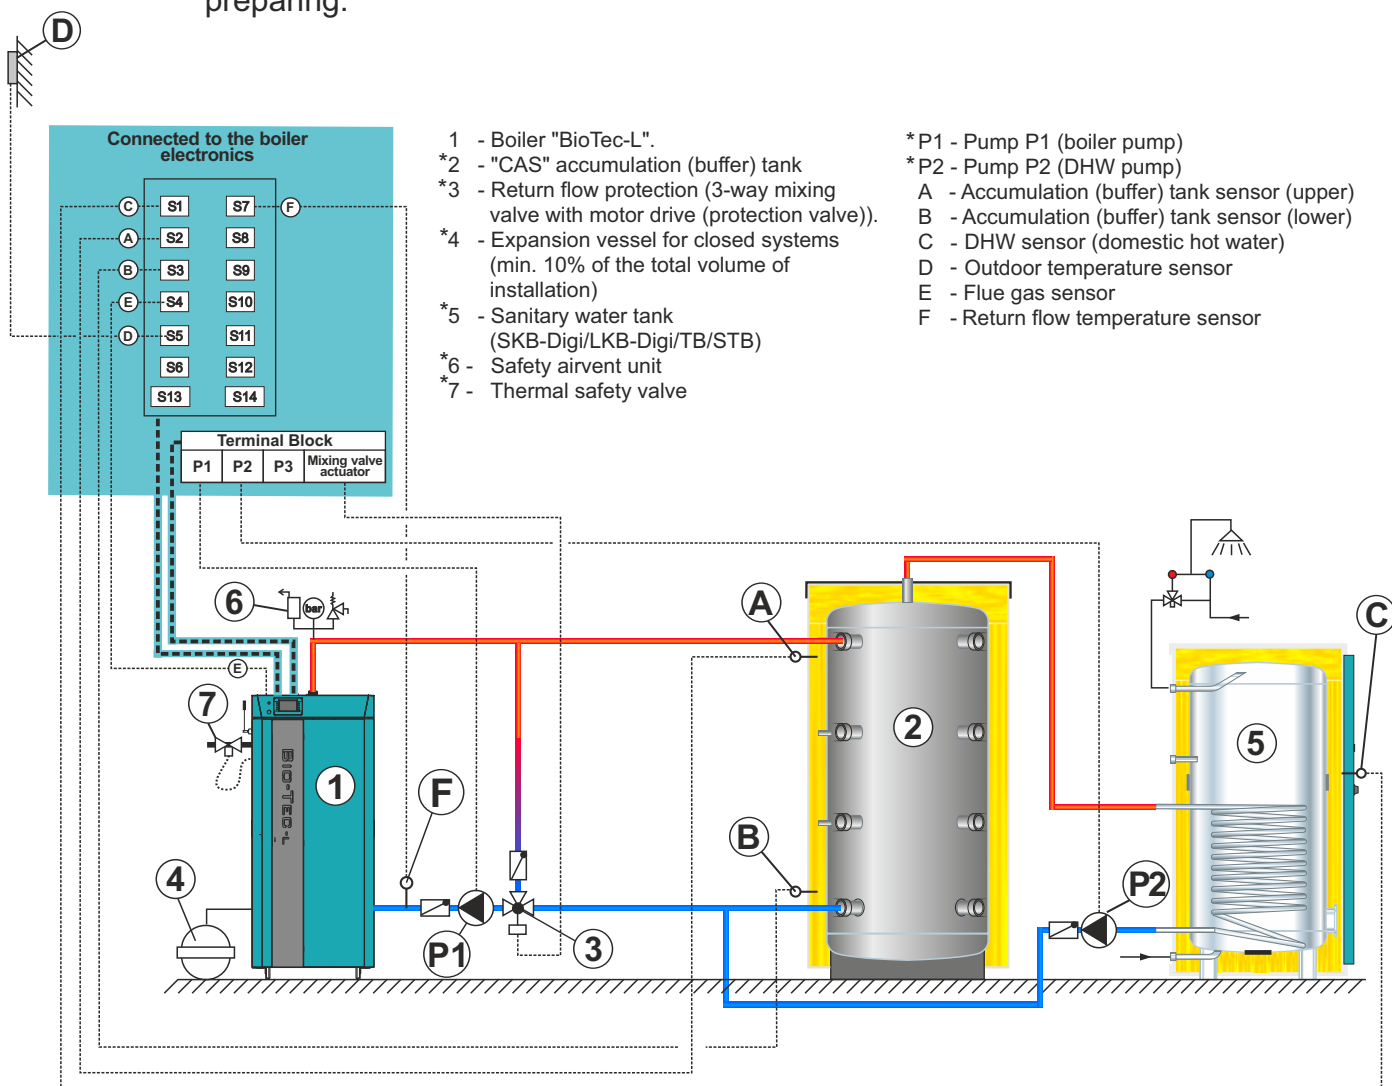 preparing.
D
Connected to the boiler
electronics
C S1 S7 F
A S2 S8
B S3 S9
E S4 S10
D S5 S11
S6 S12
S13 S14
Terminal Block
P1 P2 P3 Mixing valve
actuator
1 - Boiler "BioTec-L".
*2 - "CAS" accumulation (buffer) tank
*3 - Return flow protection (3-way mixing
valve with motor drive (protection valve)).
*4 - Expansion vessel for closed systems
(min. 10% of the total volume of
installation)
*5 - Sanitary water tank
(SKB-Digi/LKB-Digi/TB/STB)
*6 - Safety airvent unit
*7 - Thermal safety valve
*P1 - Pump P1 (boiler pump)
*P2 - Pump P2 (DHW pump)
A - Accumulation (buffer) tank sensor (upper)
B - Accumulation (buffer) tank sensor (lower)
C - DHW sensor (domestic hot water)
D - Outdoor temperature sensor
E - Flue gas sensor
F - Return flow temperature sensor
6
bar
A
C
E
7
2
5
1
BIO-TEC-L
F
B
4
P2
P1
3